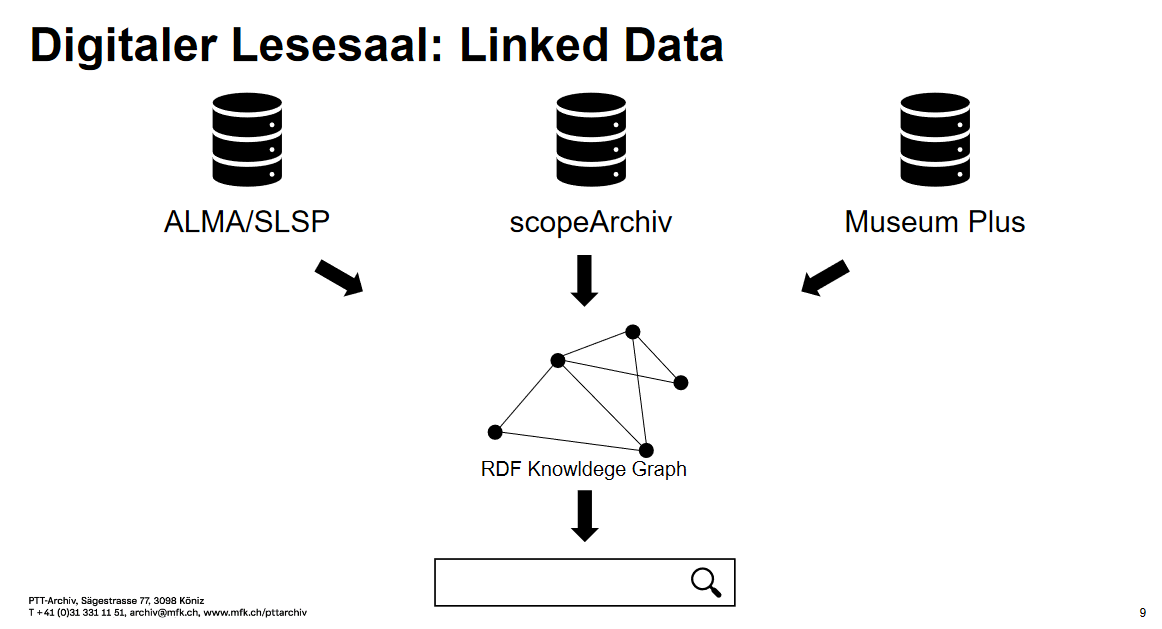 Digitaler Lesesaal: Linked Data
ALMA/SLSP
scopeArchiv
Museum Plus
RDF Knowldege Graph
PTT-Archiv, Sägestrasse 77, 3098 Köniz
T +41 (0)31 331 11 51, archiv@mfk.ch, www.mfk.ch/pttarchiv
9